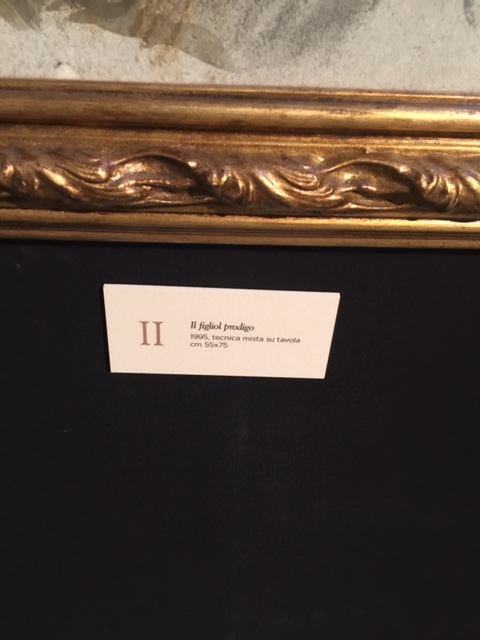 II
Il figliol prodigo
1995, tecnica mista su tavola
cm 55x75